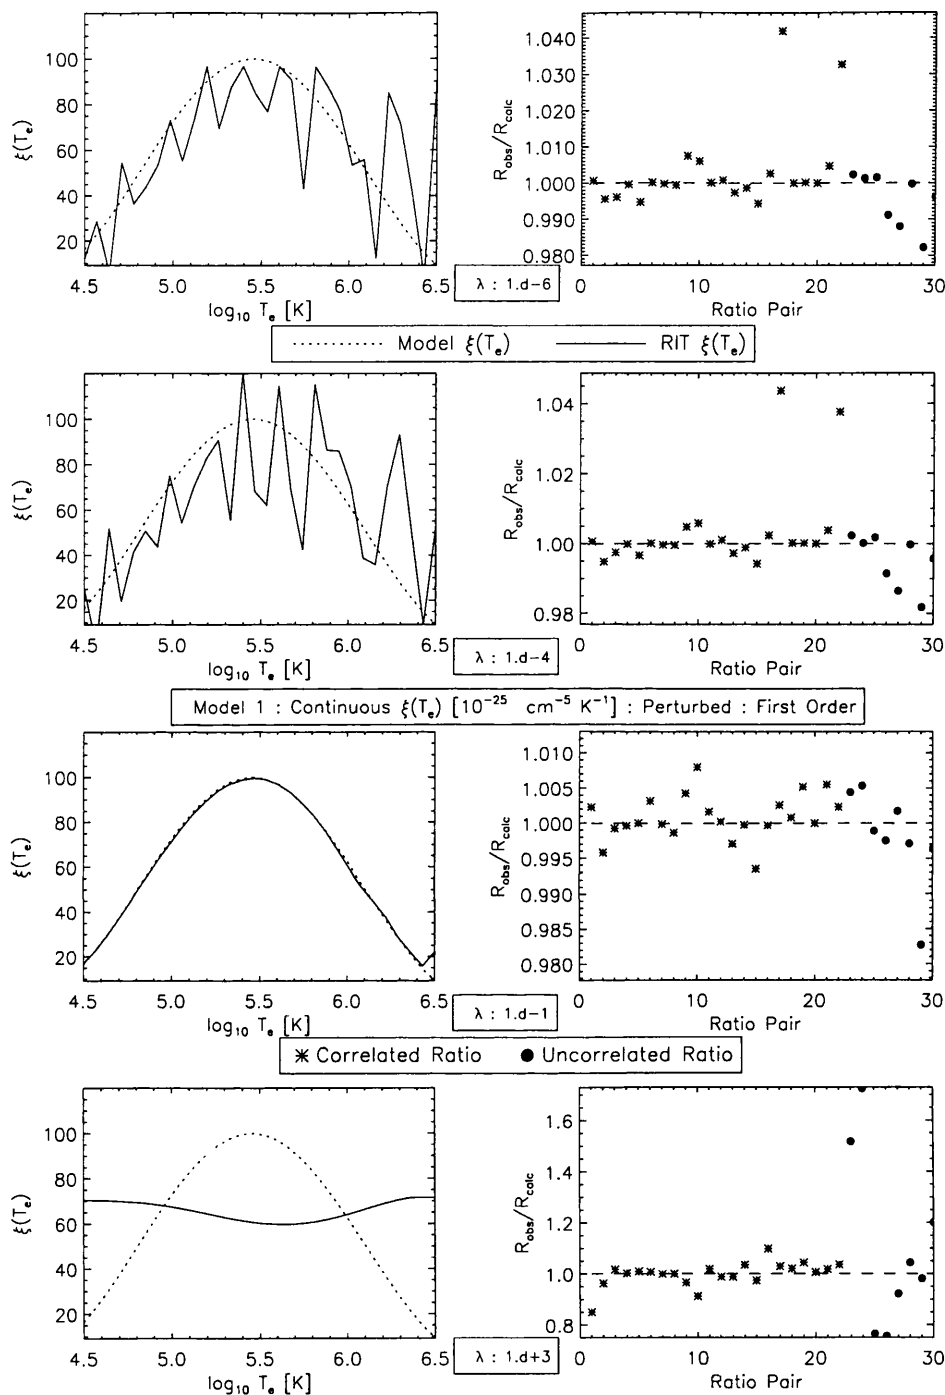 100
80
60
40
20
ξ(Tₑ)
4.5 5.0 5.5 6.0 6.5
log₁₀ Tₑ [K]
1.040
1.030
1.020
1.010
1.000
0.990
0.980
R_obs/R_calc
0 10 20 30
Ratio Pair
λ : 1.d−6
Model ξ(Tₑ) RIT ξ(Tₑ)
100
80
60
40
20
ξ(Tₑ)
4.5 5.0 5.5 6.0 6.5
log₁₀ Tₑ [K]
1.04
1.02
1.00
0.98
R_obs/R_calc
0 10 20 30
Ratio Pair
λ : 1.d−4
Model 1 : Continuous ξ(Tₑ) [10⁻²⁵ cm⁻⁵ K⁻¹] : Perturbed : First Order
100
80
60
40
20
ξ(Tₑ)
4.5 5.0 5.5 6.0 6.5
log₁₀ Tₑ [K]
1.010
1.005
1.000
0.995
0.990
0.985
0.980
R_obs/R_calc
0 10 20 30
Ratio Pair
λ : 1.d−1
Correlated Ratio Uncorrelated Ratio
100
80
60
40
20
ξ(Tₑ)
4.5 5.0 5.5 6.0 6.5
log₁₀ Tₑ [K]
1.6
1.4
1.2
1.0
0.8
R_obs/R_calc
0 10 20 30
Ratio Pair
λ : 1.d+3